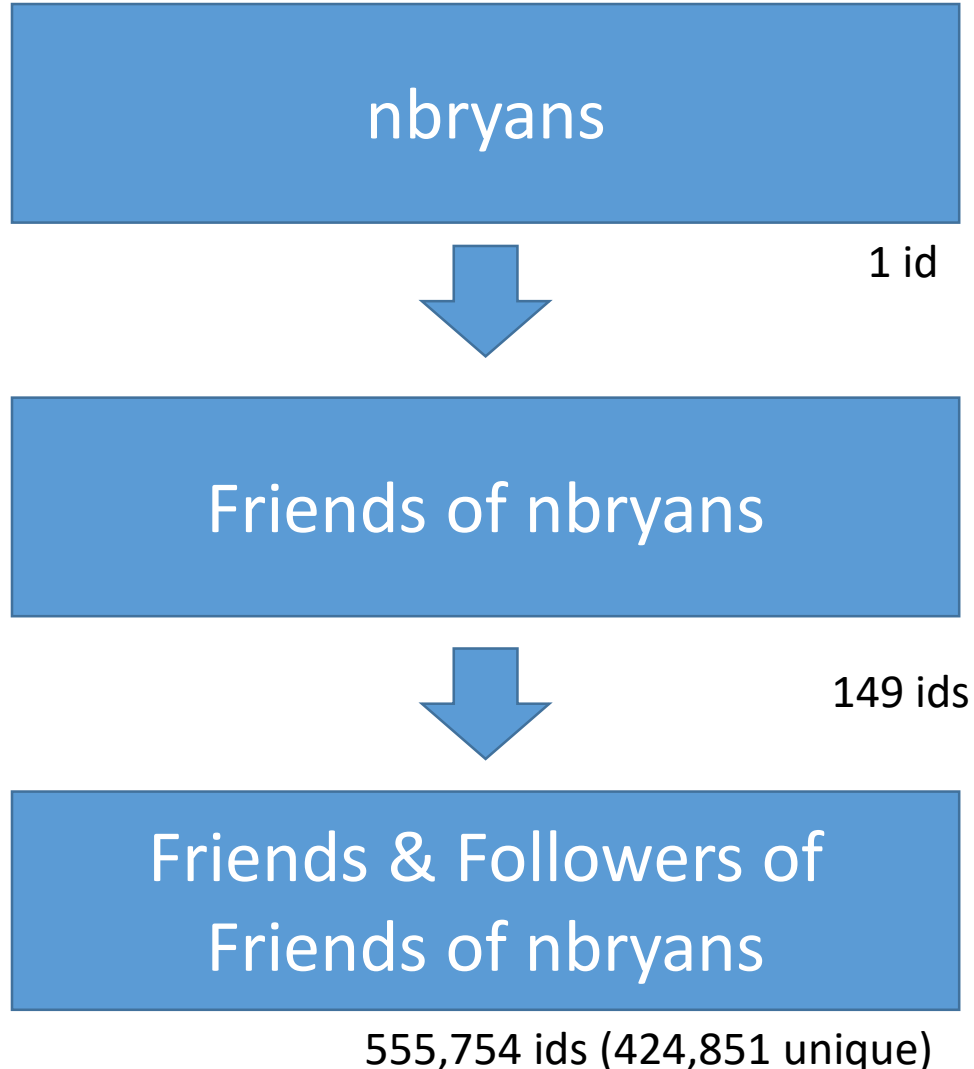 nbryans
1 id
Friends of nbryans
149 ids
Friends & Followers of
Friends of nbryans
555,754 ids (424,851 unique)